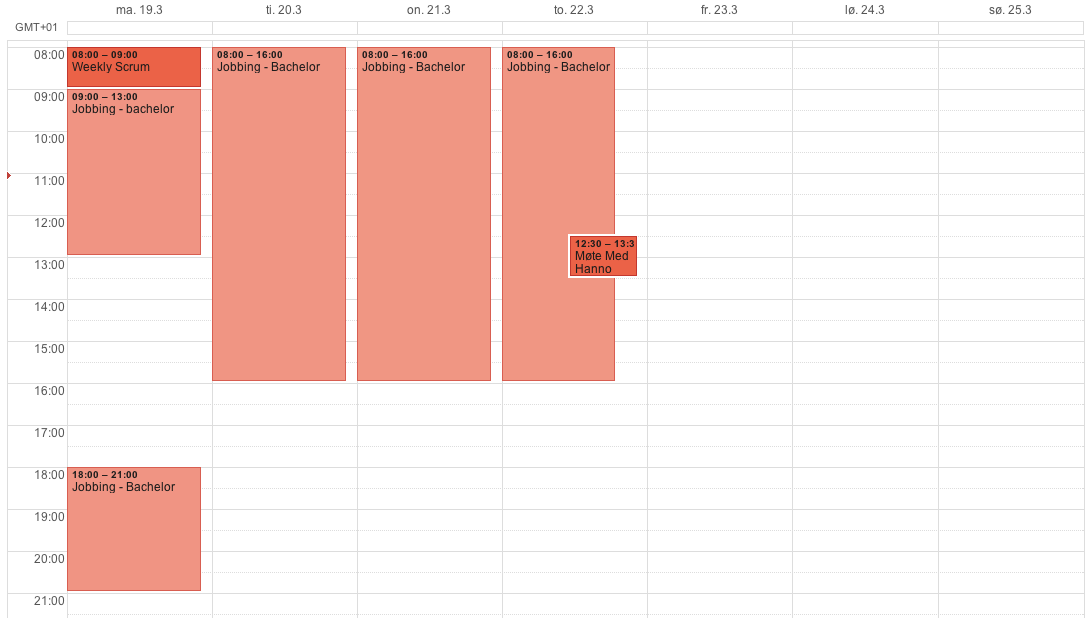 ma. 19.3
ti. 20.3
on. 21.3
to. 22.3
fr. 23.3
lø. 24.3
sø. 25.3
GMT+01
08:00
09:00
10:00
11:00
12:00
13:00
14:00
15:00
16:00
17:00
18:00
19:00
20:00
21:00
08:00 – 09:00
Weekly Scrum
09:00 – 13:00
Jobbing - bachelor
18:00 – 21:00
Jobbing - Bachelor
08:00 – 16:00
Jobbing - Bachelor
08:00 – 16:00
Jobbing - Bachelor
08:00 – 16:00
Jobbing - Bachelor
12:30 – 13:3
Møte Med
Hanno